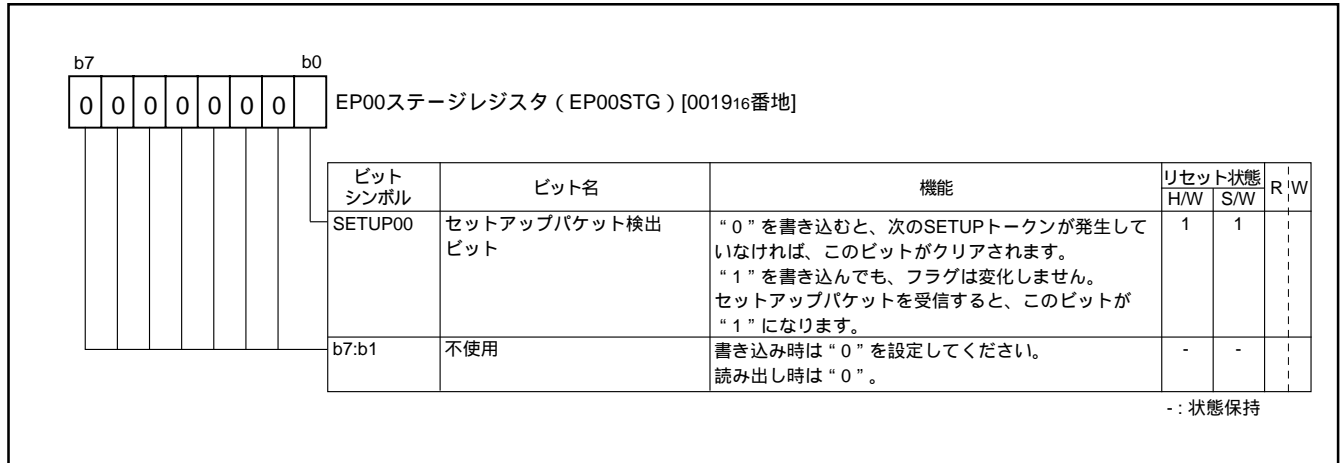 b7 b0
0 0 0 0 0 0 0
EP00ステージレジスタ(EP00STG)[0019₁₆番地]
ビット
シンボル
ビット名
機能
リセット状態
H/W S/W
R W
SETUP00
セットアップパケット検出
ビット
“0”を書き込むと、次のSETUPトークンが発生して
いなければ、このビットがクリアされます。
“1”を書き込んでも、フラグは変化しません。
セットアップパケットを受信すると、このビットが
“1”になります。
1 1
b7:b1
不使用
書き込み時は“0”を設定してください。
読み出し時は“0”。
- -
- : 状態保持